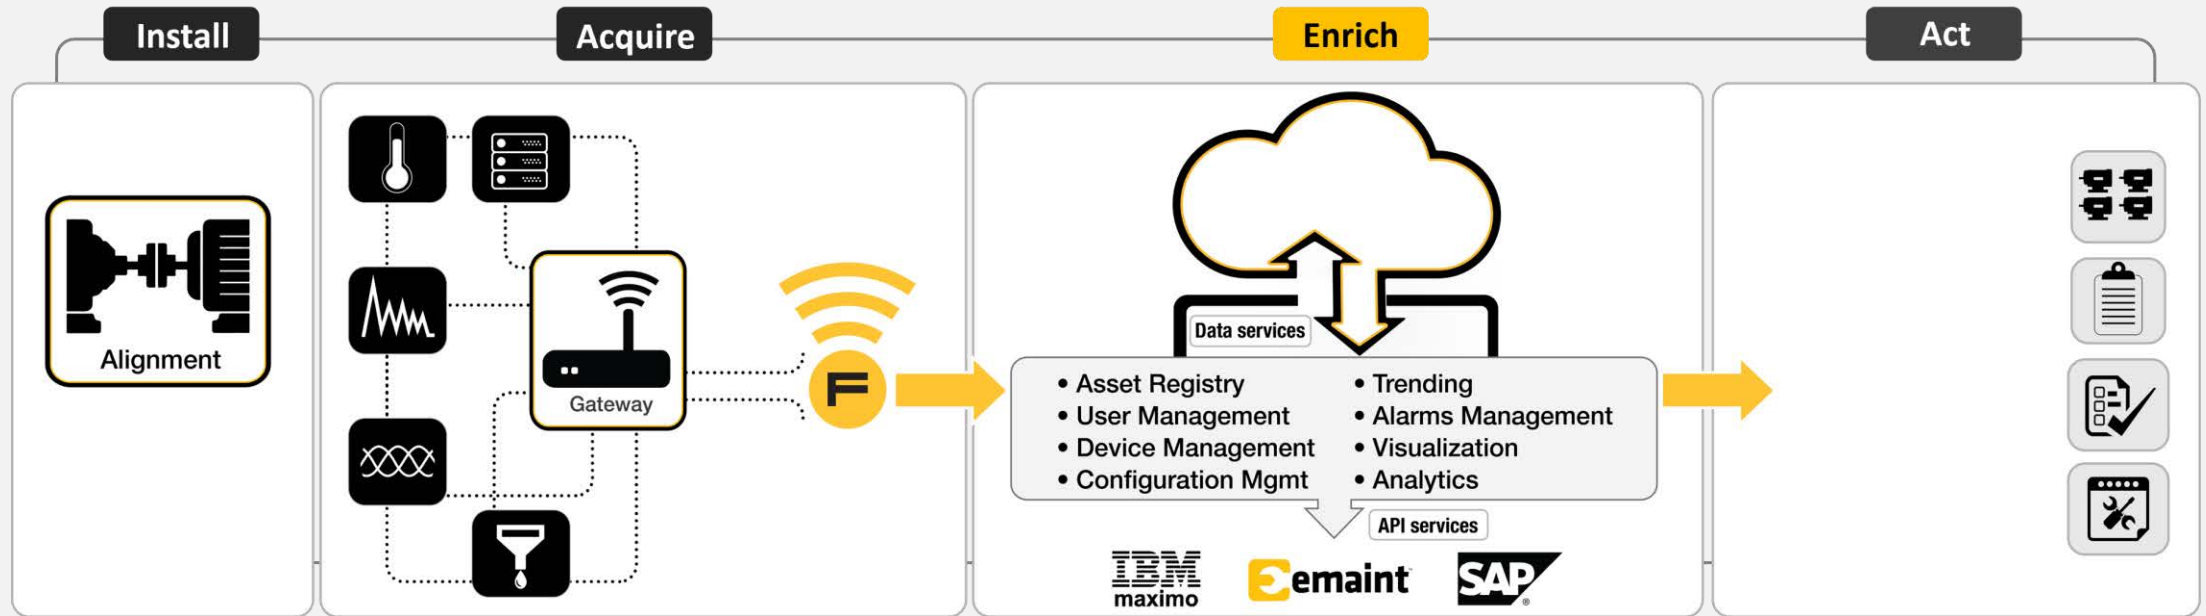 Install
Acquire
Enrich
Act
Alignment
Gateway
F
Data services
• Asset Registry
• User Management
• Device Management
• Configuration Mgmt
• Trending
• Alarms Management
• Visualization
• Analytics
API services
IBM
maximo
emaint
SAP®